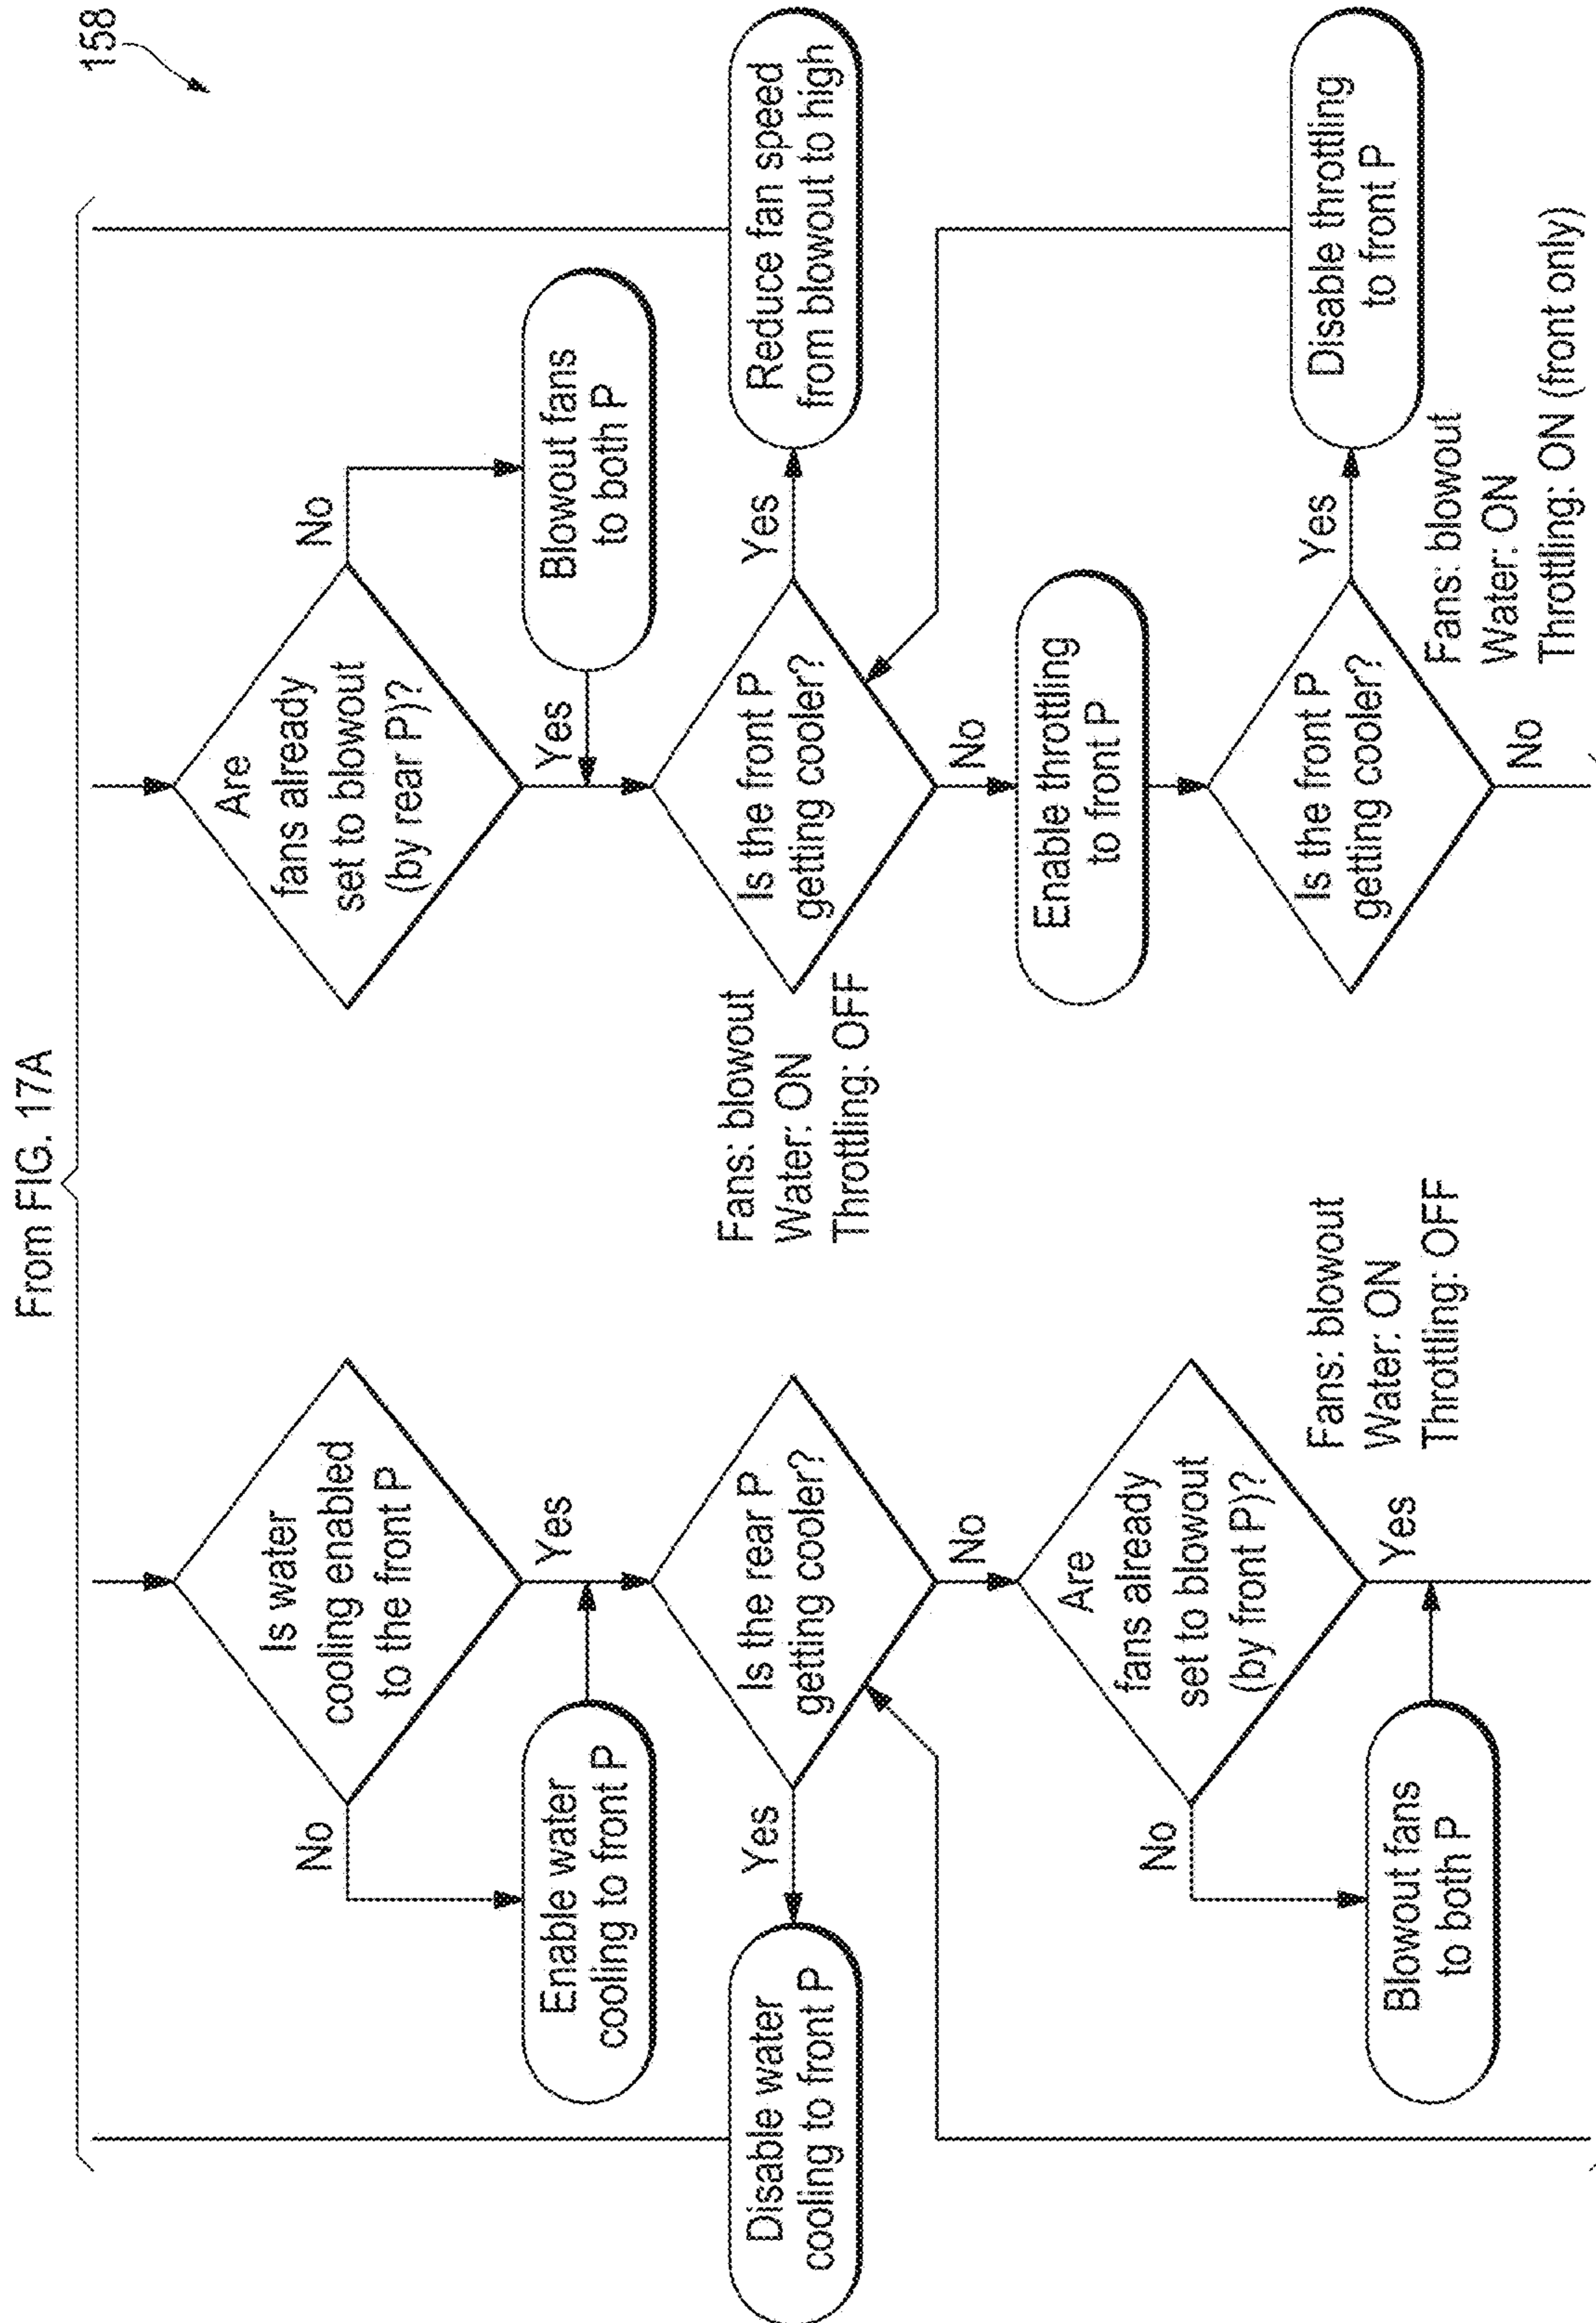 From FIG. 17A
158
Is water
cooling enabled
to the front P
No
Yes
Enable water
cooling to front P
Is the rear P
getting cooler?
Yes
No
Disable water
cooling to front P
Are
fans already
set to blowout
(by front P)?
No
Yes
Fans: blowout
Water: ON
Throttling: OFF
Blowout fans
to both P
Are
fans already
set to blowout
(by rear P)?
No
Yes
Blowout fans
to both P
Fans: blowout
Water: ON
Throttling: OFF
Is the front P
getting cooler?
Yes
No
Reduce fan speed
from blowout to high
Enable throttling
to front P
Is the front P
getting cooler?
Yes
No
Disable throttling
to front P
Fans: blowout
Water: ON
Throttling: ON (front only)